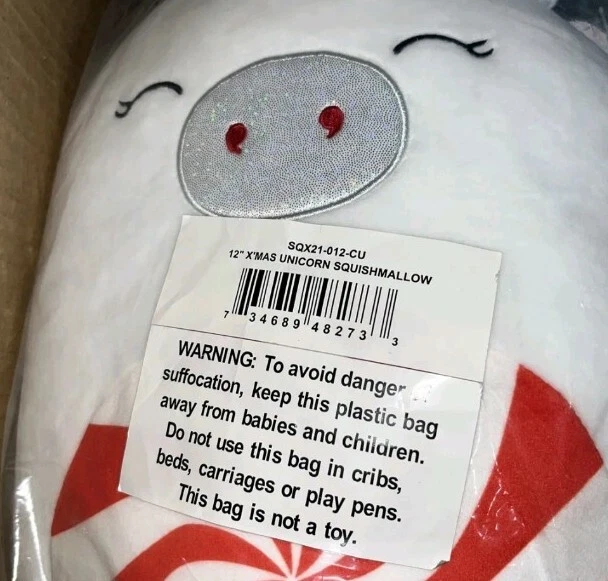 SQX21-012-CU
12" X'MAS UNICORN SQUISHMALLOW
7 34689 48273 3
WARNING: To avoid danger
suffocation, keep this plastic bag
away from babies and children.
Do not use this bag in cribs,
beds, carriages or play pens.
This bag is not a toy.